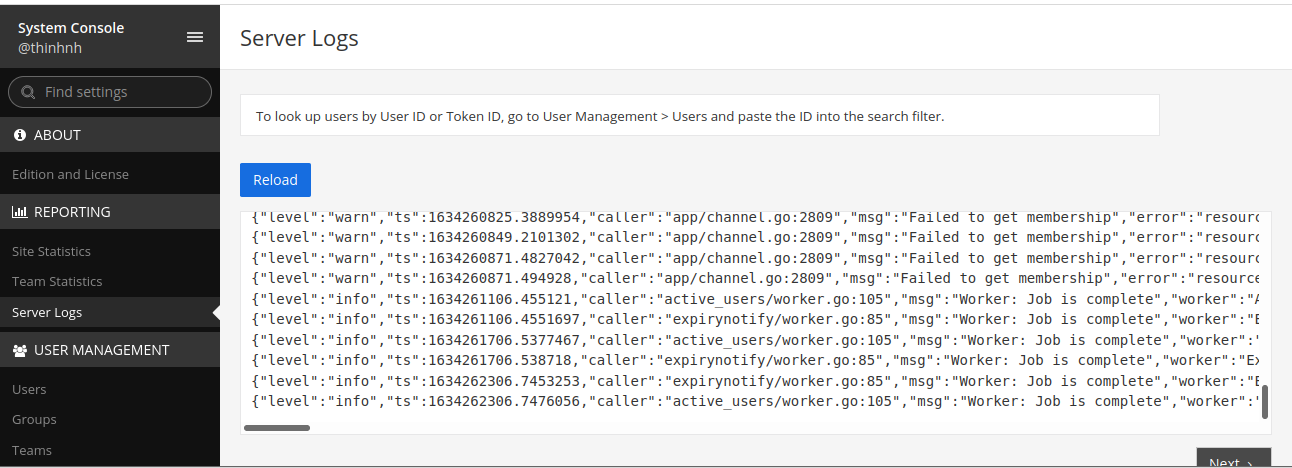 System Console
@thinhnh
Find settings
ABOUT
Edition and License
REPORTING
Site Statistics
Team Statistics
Server Logs
USER MANAGEMENT
Users
Groups
Teams
Server Logs
To look up users by User ID or Token ID, go to User Management > Users and paste the ID into the search filter.
Reload
{"level":"warn","ts":1634260825.3889954,"caller":"app/channel.go:2809","msg":"Failed to get membership","error":"resourc
{"level":"warn","ts":1634260849.2101302,"caller":"app/channel.go:2809","msg":"Failed to get membership","error":"resourc
{"level":"warn","ts":1634260871.4827042,"caller":"app/channel.go:2809","msg":"Failed to get membership","error":"resourc
{"level":"warn","ts":1634260871.494928,"caller":"app/channel.go:2809","msg":"Failed to get membership","error":"resource
{"level":"info","ts":1634261106.455121,"caller":"active_users/worker.go:105","msg":"Worker: Job is complete","worker":"A
{"level":"info","ts":1634261106.4551697,"caller":"expirynotify/worker.go:85","msg":"Worker: Job is complete","worker":"E
{"level":"info","ts":1634261706.5377467,"caller":"active_users/worker.go:105","msg":"Worker: Job is complete","worker":"
{"level":"info","ts":1634261706.538718,"caller":"expirynotify/worker.go:85","msg":"Worker: Job is complete","worker":"Ex
{"level":"info","ts":1634262306.7453253,"caller":"expirynotify/worker.go:85","msg":"Worker: Job is complete","worker":"E
{"level":"info","ts":1634262306.7476056,"caller":"active_users/worker.go:105","msg":"Worker: Job is complete","worker":"
Next ›